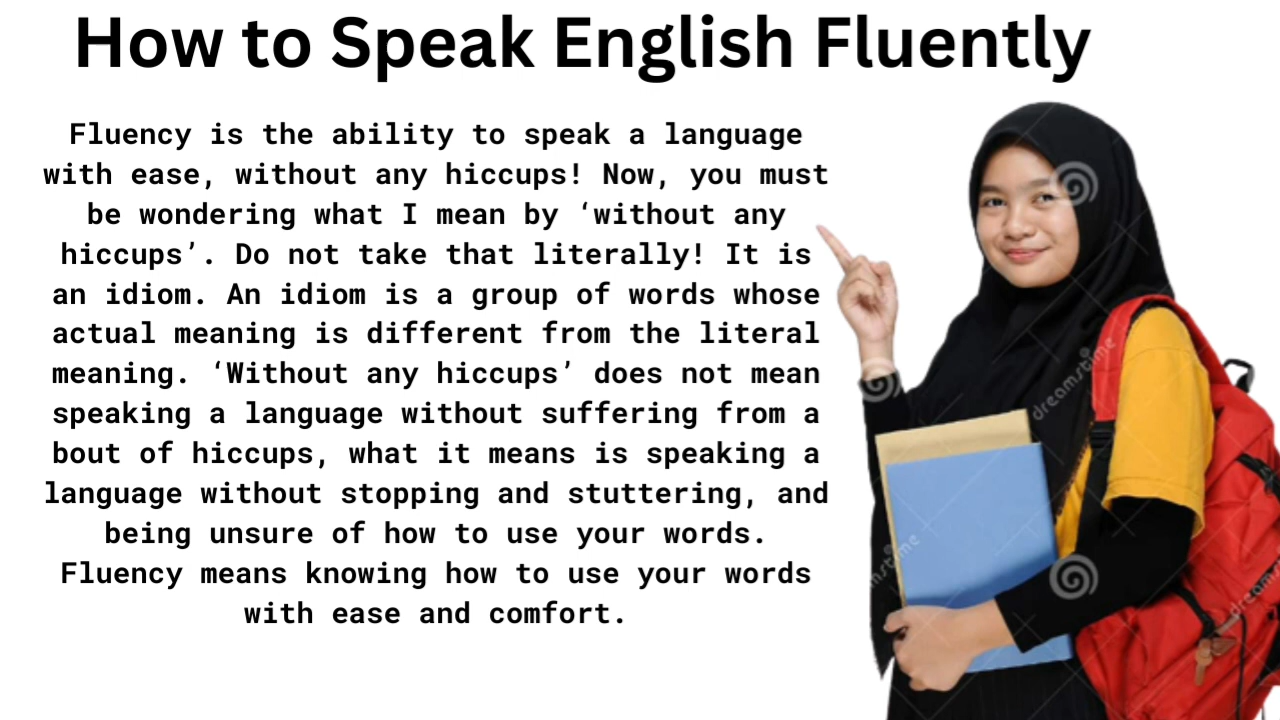 How to Speak English Fluently
Fluency is the ability to speak a language
with ease, without any hiccups! Now, you must
be wondering what I mean by ‘without any
hiccups’. Do not take that literally! It is
an idiom. An idiom is a group of words whose
actual meaning is different from the literal
meaning. ‘Without any hiccups’ does not mean
speaking a language without suffering from a
bout of hiccups, what it means is speaking a
language without stopping and stuttering, and
being unsure of how to use your words.
Fluency means knowing how to use your words
with ease and comfort.
dreamstime
mstime
dreamstime